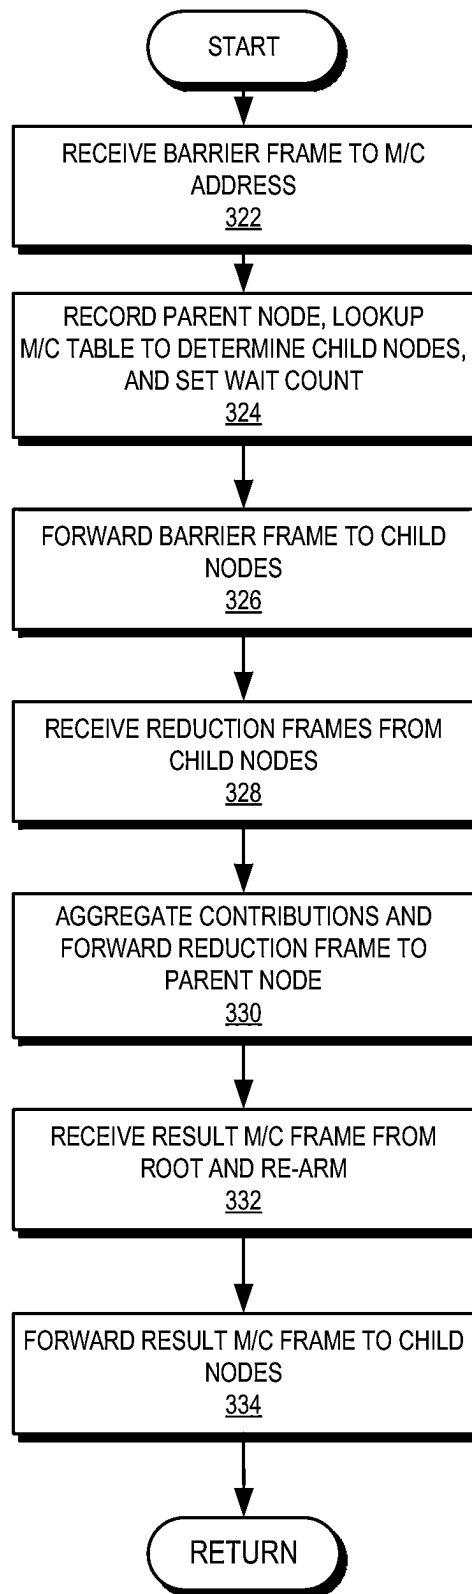 START
RECEIVE BARRIER FRAME TO M/C
ADDRESS
322
RECORD PARENT NODE, LOOKUP
M/C TABLE TO DETERMINE CHILD NODES,
AND SET WAIT COUNT
324
FORWARD BARRIER FRAME TO CHILD
NODES
326
RECEIVE REDUCTION FRAMES FROM
CHILD NODES
328
AGGREGATE CONTRIBUTIONS AND
FORWARD REDUCTION FRAME TO
PARENT NODE
330
RECEIVE RESULT M/C FRAME FROM
ROOT AND RE-ARM
332
FORWARD RESULT M/C FRAME TO CHILD
NODES
334
RETURN